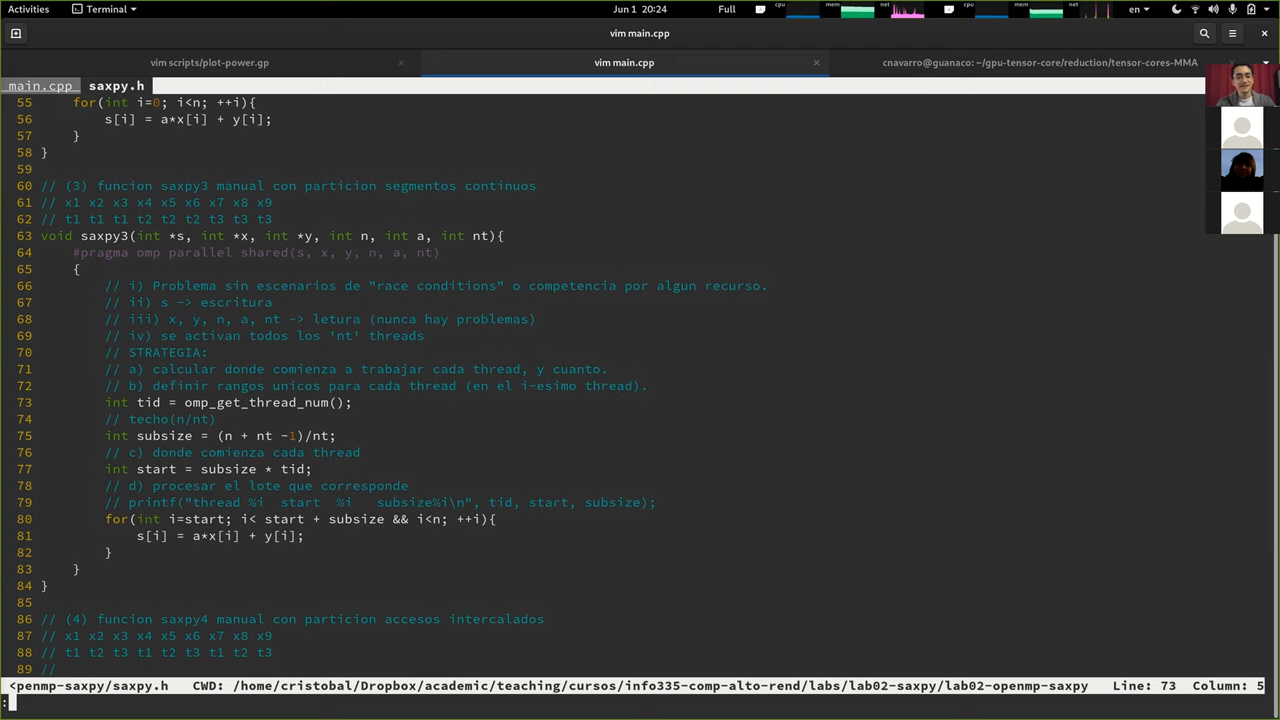 Activities
Terminal
Jun 1 20:24
Full
cpu
mem
net
cpu
mem
net
en
vim main.cpp
vim scripts/plot-power.gp
vim main.cpp
cnavarro@guanaco: ~/gpu-tensor-core/reduction/tensor-cores-MMA
main.cpp saxpy.h
55 for(int i=0; i<n; ++i){
56 s[i] = a*x[i] + y[i];
57 }
58 }
59
60 // (3) funcion saxpy3 manual con particion segmentos continuos
61 // x1 x2 x3 x4 x5 x6 x7 x8 x9
62 // t1 t1 t1 t2 t2 t2 t3 t3 t3
63 void saxpy3(int *s, int *x, int *y, int n, int a, int nt){
64 #pragma omp parallel shared(s, x, y, n, a, nt)
65 {
66 // i) Problema sin escenarios de "race conditions" o competencia por algun recurso.
67 // ii) s -> escritura
68 // iii) x, y, n, a, nt -> letura (nunca hay problemas)
69 // iv) se activan todos los 'nt' threads
70 // STRATEGIA:
71 // a) calcular donde comienza a trabajar cada thread, y cuanto.
72 // b) definir rangos unicos para cada thread (en el i-esimo thread).
73 int tid = omp_get_thread_num();
74 // techo(n/nt)
75 int subsize = (n + nt -1)/nt;
76 // c) donde comienza cada thread
77 int start = subsize * tid;
78 // d) procesar el lote que corresponde
79 // printf("thread %i start %i subsize%i\n", tid, start, subsize);
80 for(int i=start; i< start + subsize && i<n; ++i){
81 s[i] = a*x[i] + y[i];
82 }
83 }
84 }
85
86 // (4) funcion saxpy4 manual con particion accesos intercalados
87 // x1 x2 x3 x4 x5 x6 x7 x8 x9
88 // t1 t2 t3 t1 t2 t3 t1 t2 t3
89 //
<penmp-saxpy/saxpy.h CWD: /home/cristobal/Dropbox/academic/teaching/cursos/info335-comp-alto-rend/labs/lab02-saxpy/lab02-openmp-saxpy Line: 73 Column: 5
: